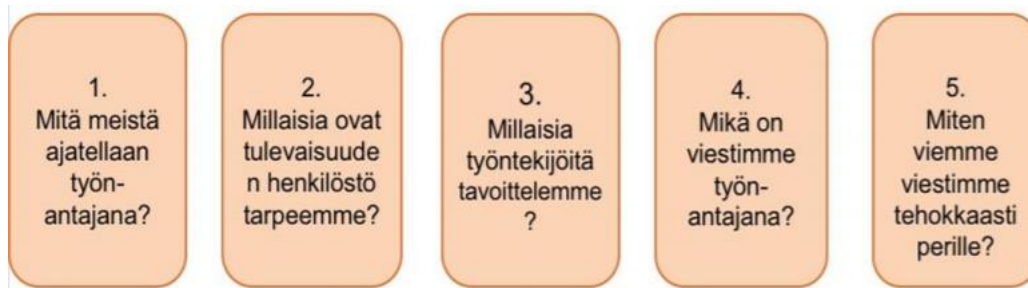 1.
Mitä meistä
ajatellaan
työn-
antajana?
2.
Millaisia ovat
tulevaisuude
n henkilöstö
tarpeemme?
3.
Millaisia
työntekijöitä
tavoittelemme
?
4.
Mikä on
viestimme
työn-
antajana?
5.
Miten
viemme
viestimme
tehokkaasti
perille?